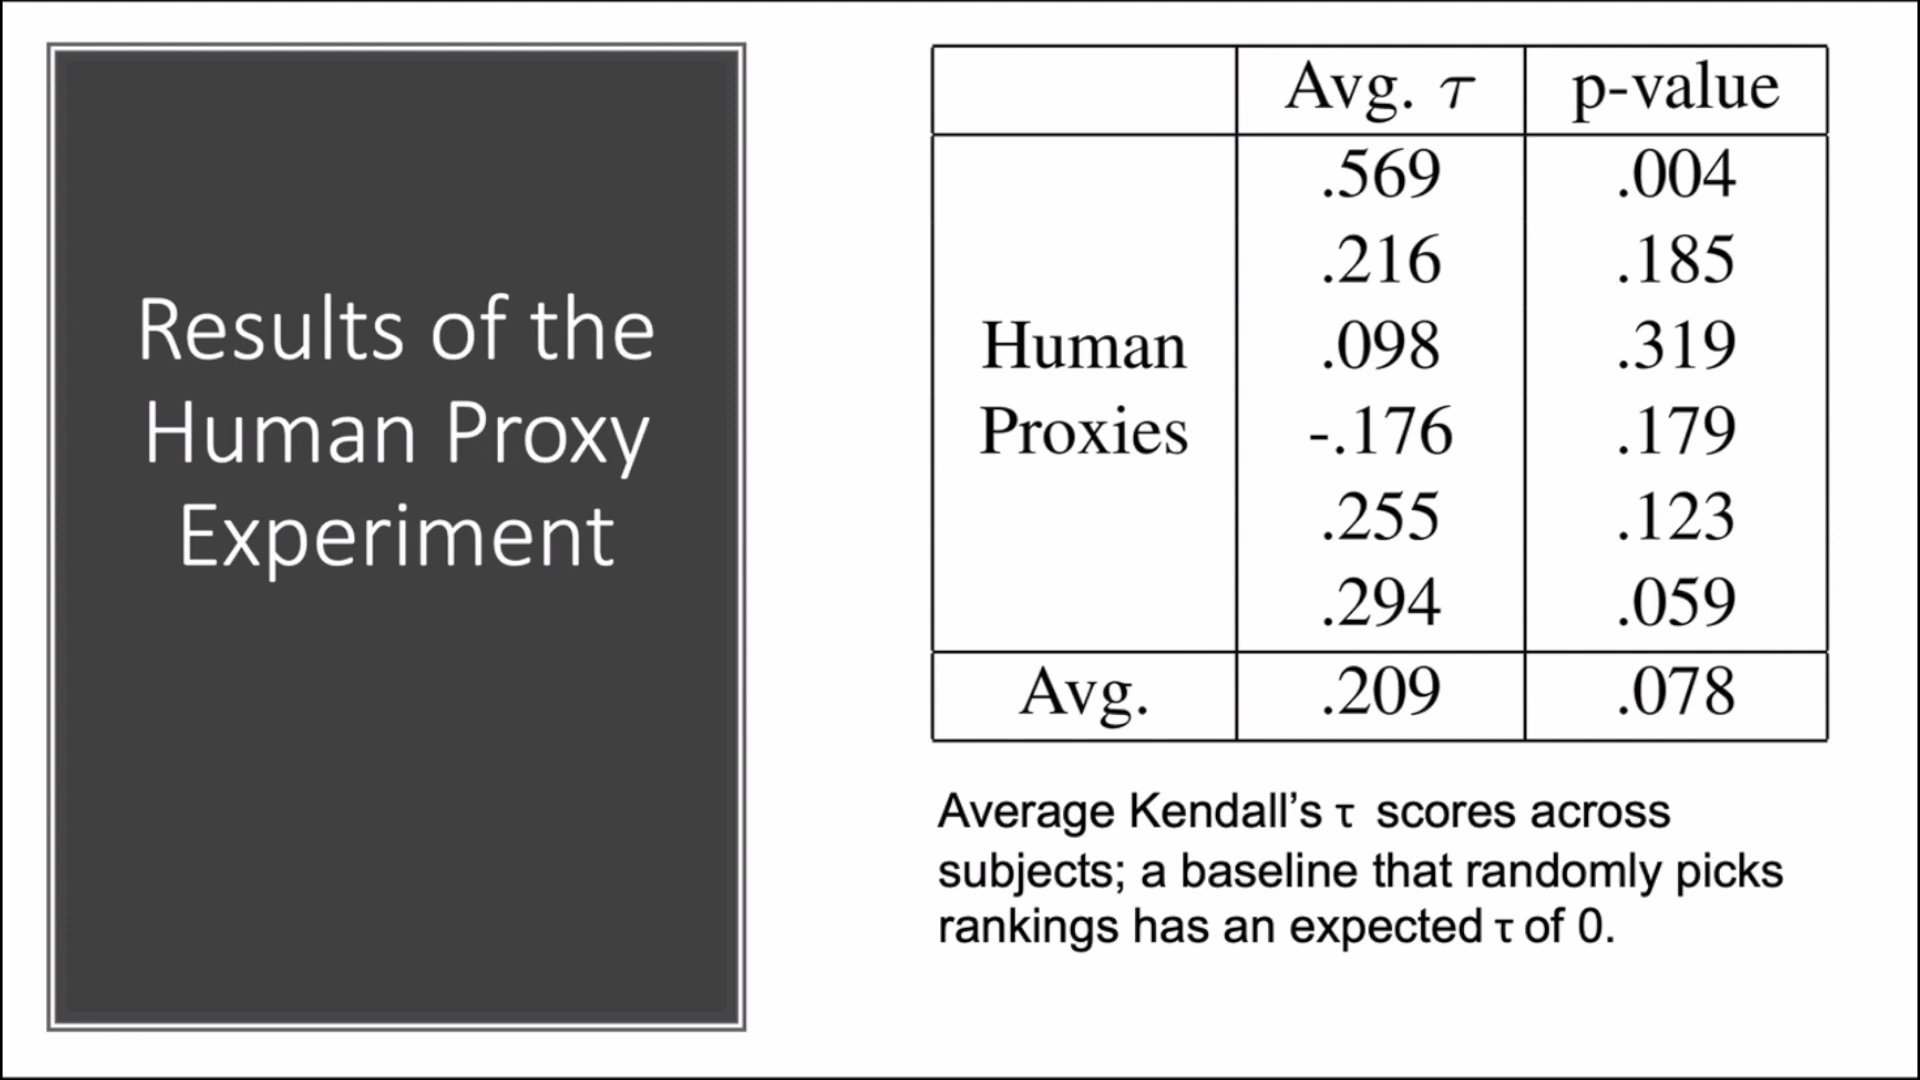 Results of the
Human Proxy
Experiment
Avg. τ p-value
.569 .004
.216 .185
Human .098 .319
Proxies -.176 .179
.255 .123
.294 .059
Avg. .209 .078
Average Kendall’s τ scores across
subjects; a baseline that randomly picks
rankings has an expected τ of 0.